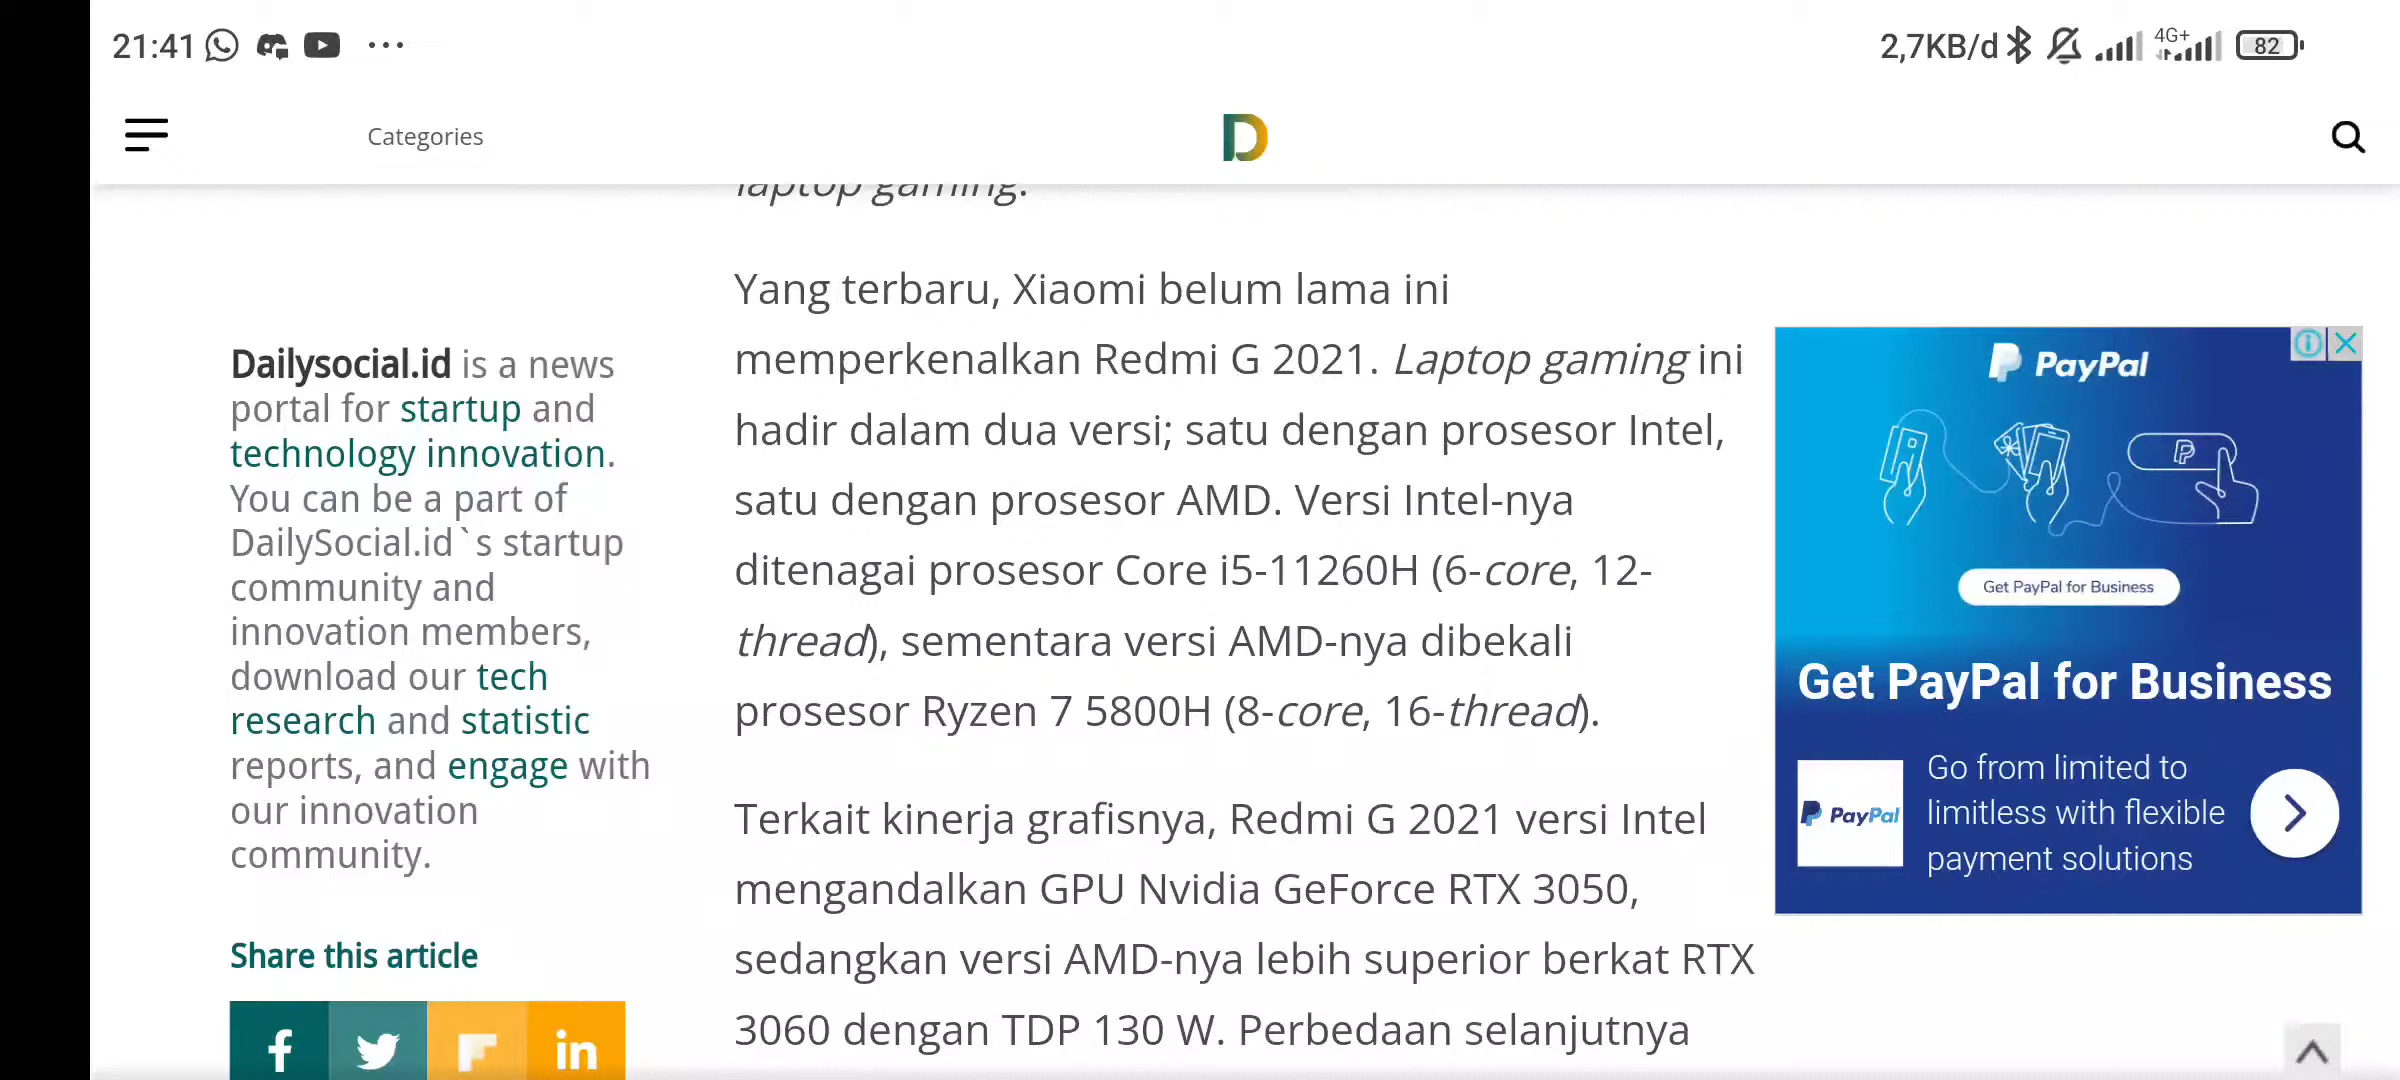 21:41
2,7KB/d 4G+ 82
Categories
D
laptop gaming.
Yang terbaru, Xiaomi belum lama ini
memperkenalkan Redmi G 2021. Laptop gaming ini
hadir dalam dua versi; satu dengan prosesor Intel,
satu dengan prosesor AMD. Versi Intel-nya
ditenagai prosesor Core i5-11260H (6-core, 12-
thread), sementara versi AMD-nya dibekali
prosesor Ryzen 7 5800H (8-core, 16-thread).
Terkait kinerja grafisnya, Redmi G 2021 versi Intel
mengandalkan GPU Nvidia GeForce RTX 3050,
sedangkan versi AMD-nya lebih superior berkat RTX
3060 dengan TDP 130 W. Perbedaan selanjutnya
Dailysocial.id is a news
portal for startup and
technology innovation.
You can be a part of
DailySocial.id`s startup
community and
innovation members,
download our tech
research and statistic
reports, and engage with
our innovation
community.
Share this article
f
in
PayPal
Get PayPal for Business
Get PayPal for Business
PayPal
Go from limited to
limitless with flexible
payment solutions